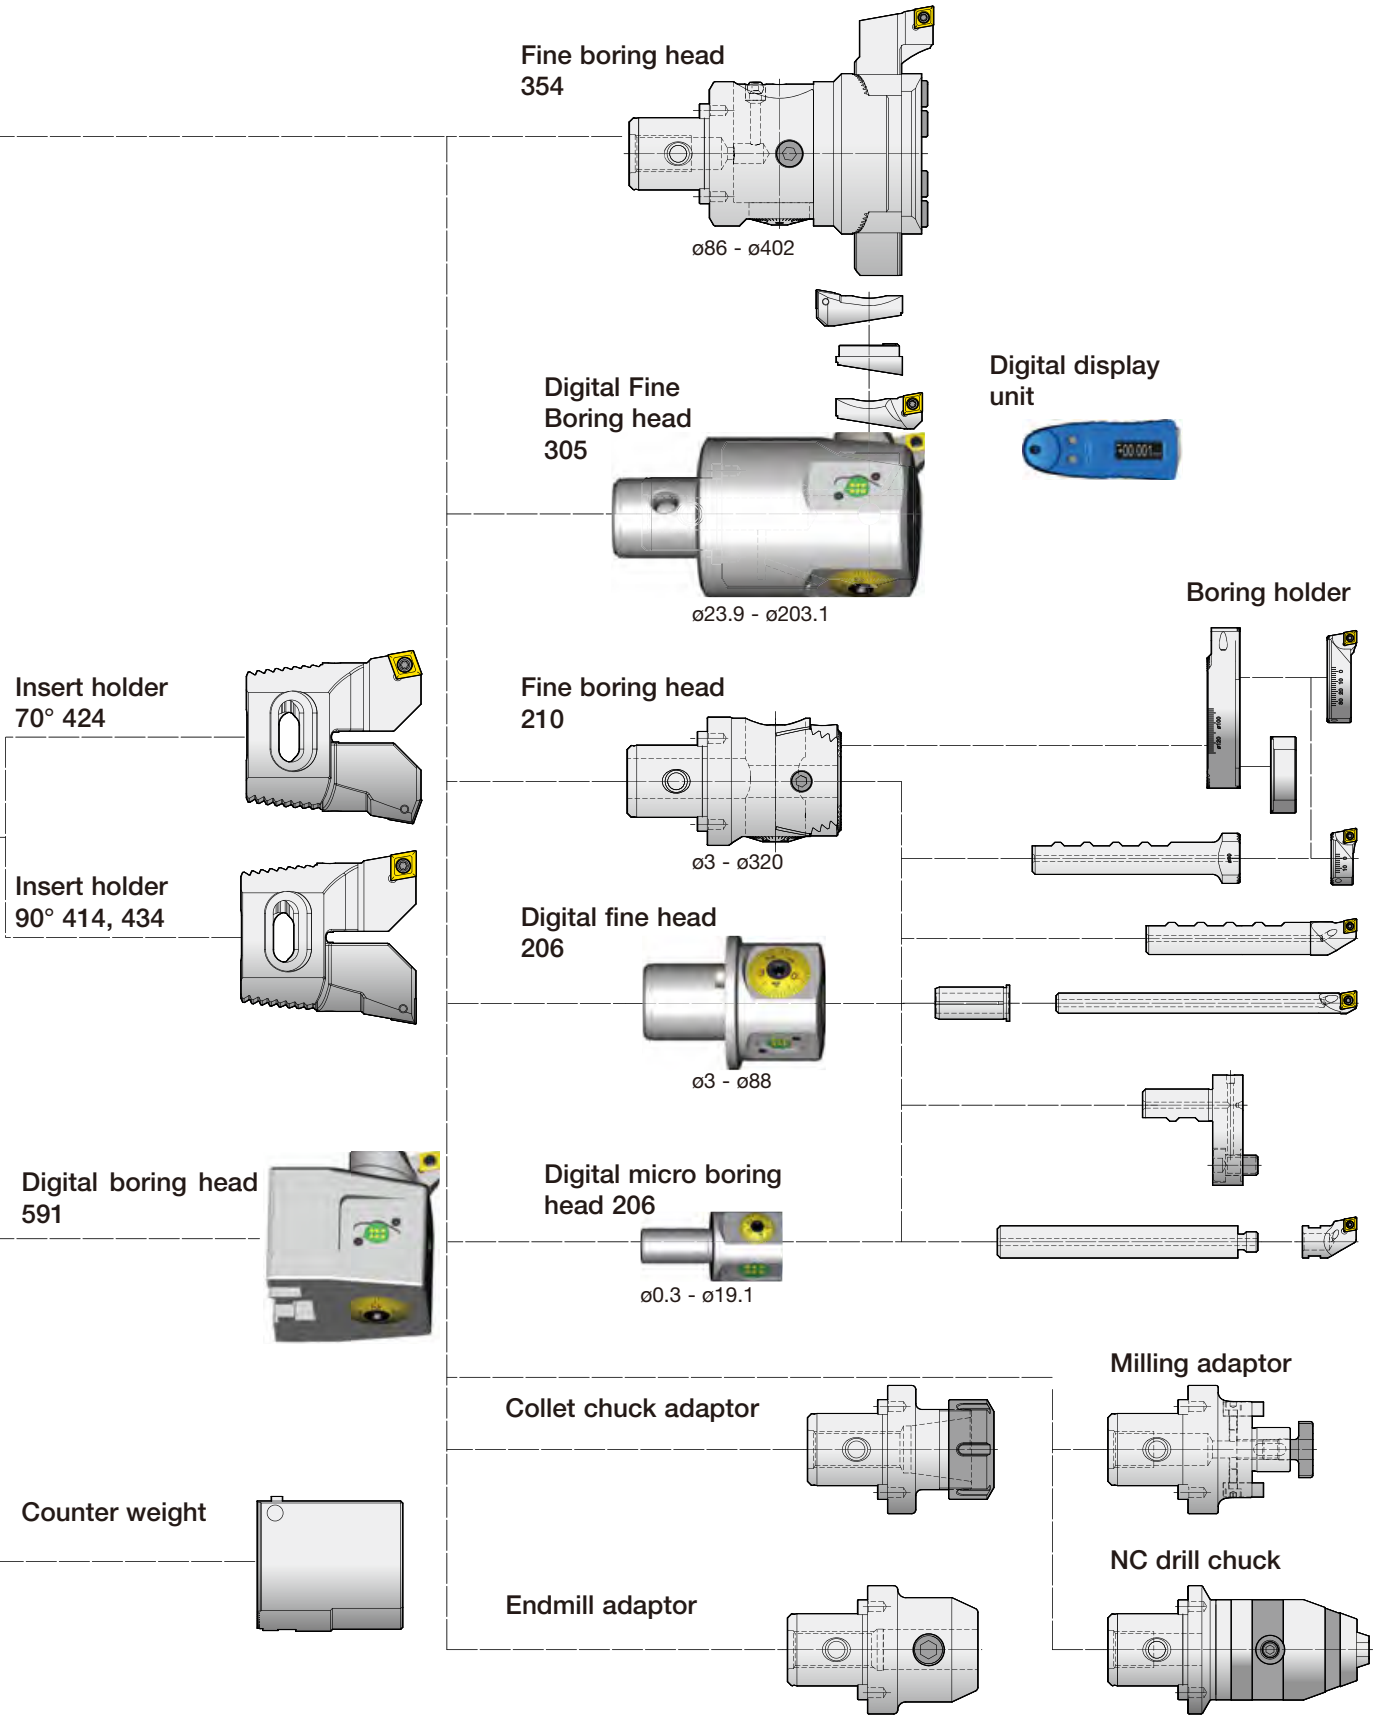 Fine boring head
354
ø86 - ø402
Digital Fine
Boring head
305
Digital display
unit
+00.001
ø23.9 - ø203.1
Boring holder
Insert holder
70° 424
Fine boring head
210
ø3 - ø320
Insert holder
90° 414, 434
Digital fine head
206
ø3 - ø88
Digital boring head
591
Digital micro boring
head 206
ø0.3 - ø19.1
Milling adaptor
Collet chuck adaptor
Counter weight
NC drill chuck
Endmill adaptor